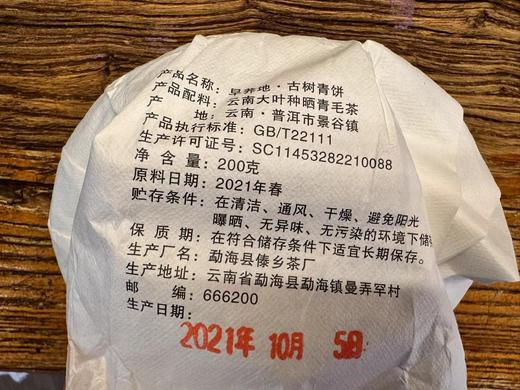 产品名称：旱养地·古树青饼
产品配料：云南大叶种晒青毛茶
产　　地：云南·普洱市景谷镇
产品执行标准：GB/T22111
生产许可证号：SC11453282210088
净 含 量：200克
原料日期：2021年春
贮存条件：在清洁、通风、干燥、避免阳光
曝晒、无异味、无污染的环境下储
保 质 期：在符合储存条件下适宜长期保存。
生产厂名：勐海县傣乡茶厂
生产地址：云南省勐海县勐海镇曼弄罕村
邮　　编：666200
生产日期：
2021年 10月 5日